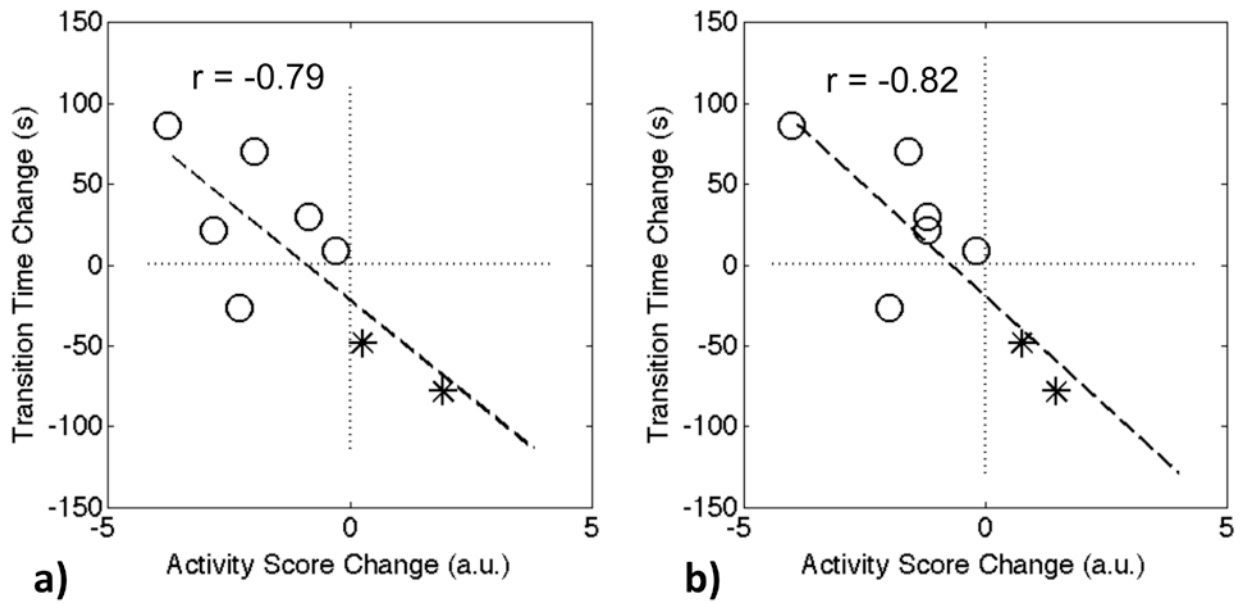 150
100
50
0
-50
-100
-150
-5
0
5
Transition Time Change (s)
Activity Score Change (a.u.)
r = -0.79
a)
150
100
50
0
-50
-100
-150
-5
0
5
Transition Time Change (s)
Activity Score Change (a.u.)
r = -0.82
b)